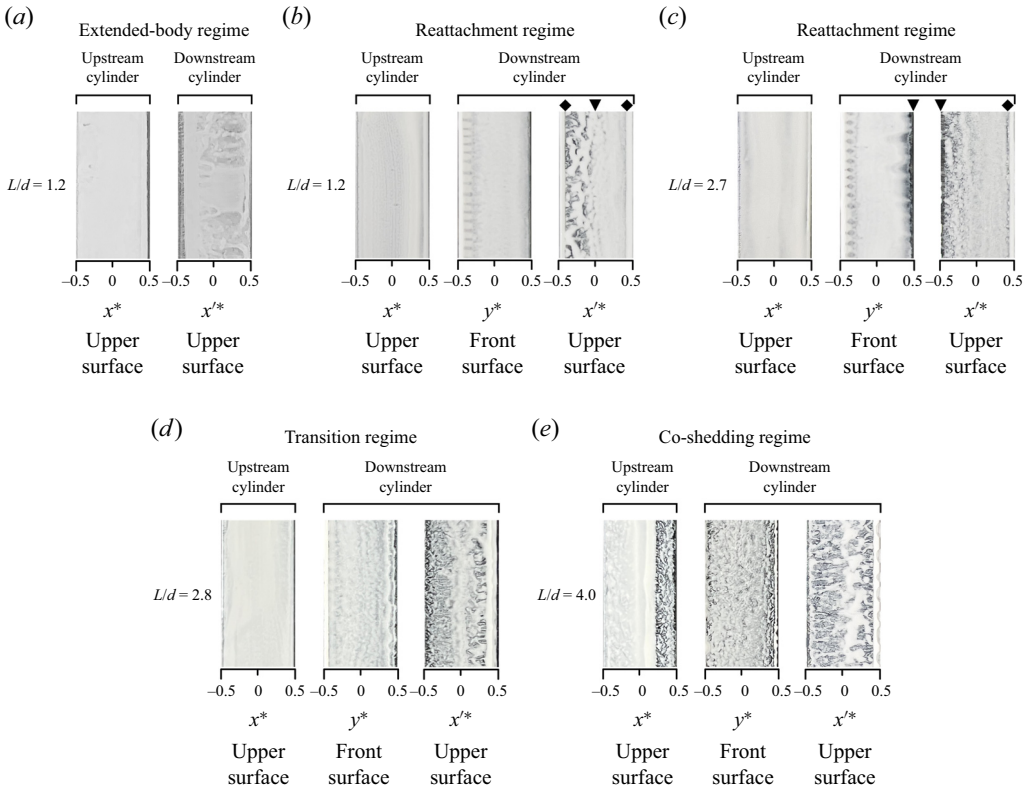 (a)
Extended-body regime
Upstream cylinder
Downstream cylinder
L/d = 1.2
–0.5 0 0.5
–0.5 0 0.5
x*
x′*
Upper surface
Upper surface
(b)
Reattachment regime
Upstream cylinder
Downstream cylinder
L/d = 1.2
–0.5 0 0.5
–0.5 0 0.5
–0.5 0 0.5
x*
y*
x′*
Upper surface
Front surface
Upper surface
(c)
Reattachment regime
Upstream cylinder
Downstream cylinder
L/d = 2.7
–0.5 0 0.5
–0.5 0 0.5
–0.5 0 0.5
x*
y*
x′*
Upper surface
Front surface
Upper surface
(d)
Transition regime
Upstream cylinder
Downstream cylinder
L/d = 2.8
–0.5 0 0.5
–0.5 0 0.5
–0.5 0 0.5
x*
y*
x′*
Upper surface
Front surface
Upper surface
(e)
Co-shedding regime
Upstream cylinder
Downstream cylinder
L/d = 4.0
–0.5 0 0.5
–0.5 0 0.5
–0.5 0 0.5
x*
y*
x′*
Upper surface
Front surface
Upper surface